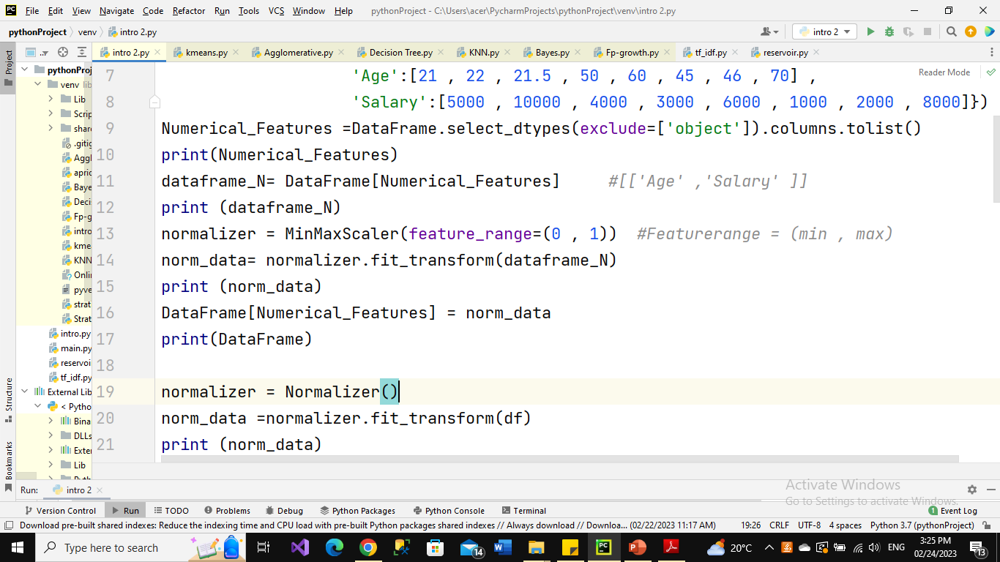 File Edit View Navigate Code Refactor Run Tools VCS Window Help pythonProject - C:\Users\acer\PycharmProjects\pythonProject\venv\intro 2.py
pythonProject venv intro 2.py intro 2
intro 2.py kmeans.py Agglomerative.py Decision Tree.py KNN.py Bayes.py Fp-growth.py tf_idf.py reservoir.py
Project
Structure
Bookmarks
pythonProj
venv lib
Lib
Scrip
share
.gitig
Aggl
apric
Baye
Deci
Fp-g
intro
kme
KNN
Onli
pyve
strat
Strat
intro.py
main.py
reservoi
tf_idf.py
External Lib
< Pytho
Bina
DLLs
Exter
Lib
Reader Mode
7 'Age':[21 , 22 , 21.5 , 50 , 60 , 45 , 46 , 70] ,
8 'Salary':[5000 , 10000 , 4000 , 3000 , 6000 , 1000 , 2000 , 8000]})
9 Numerical_Features =DataFrame.select_dtypes(exclude=['object']).columns.tolist()
10 print(Numerical_Features)
11 dataframe_N= DataFrame[Numerical_Features] #[['Age' ,'Salary' ]]
12 print (dataframe_N)
13 normalizer = MinMaxScaler(feature_range=(0 , 1)) #Featurerange = (min , max)
14 norm_data= normalizer.fit_transform(dataframe_N)
15 print (norm_data)
16 DataFrame[Numerical_Features] = norm_data
17 print(DataFrame)
18
19 normalizer = Normalizer()
20 norm_data =normalizer.fit_transform(df)
21 print (norm_data)
Run: intro 2
Activate Windows
Go to Settings to activate Windows.
Version Control Run TODO Problems Debug Python Packages Python Console Terminal 1 Event Log
Download pre-built shared indexes: Reduce the indexing time and CPU load with pre-built Python packages shared indexes // Always download // Downloa... (02/22/2023 11:17 AM) 19:26 CRLF UTF-8 4 spaces Python 3.7 (pythonProject)
Type here to search 14 20°C ENG 3:25 PM
02/24/2023 13